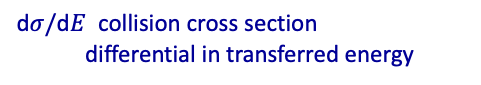 d𝜎/d𝐸 collision cross section
differential in transferred energy